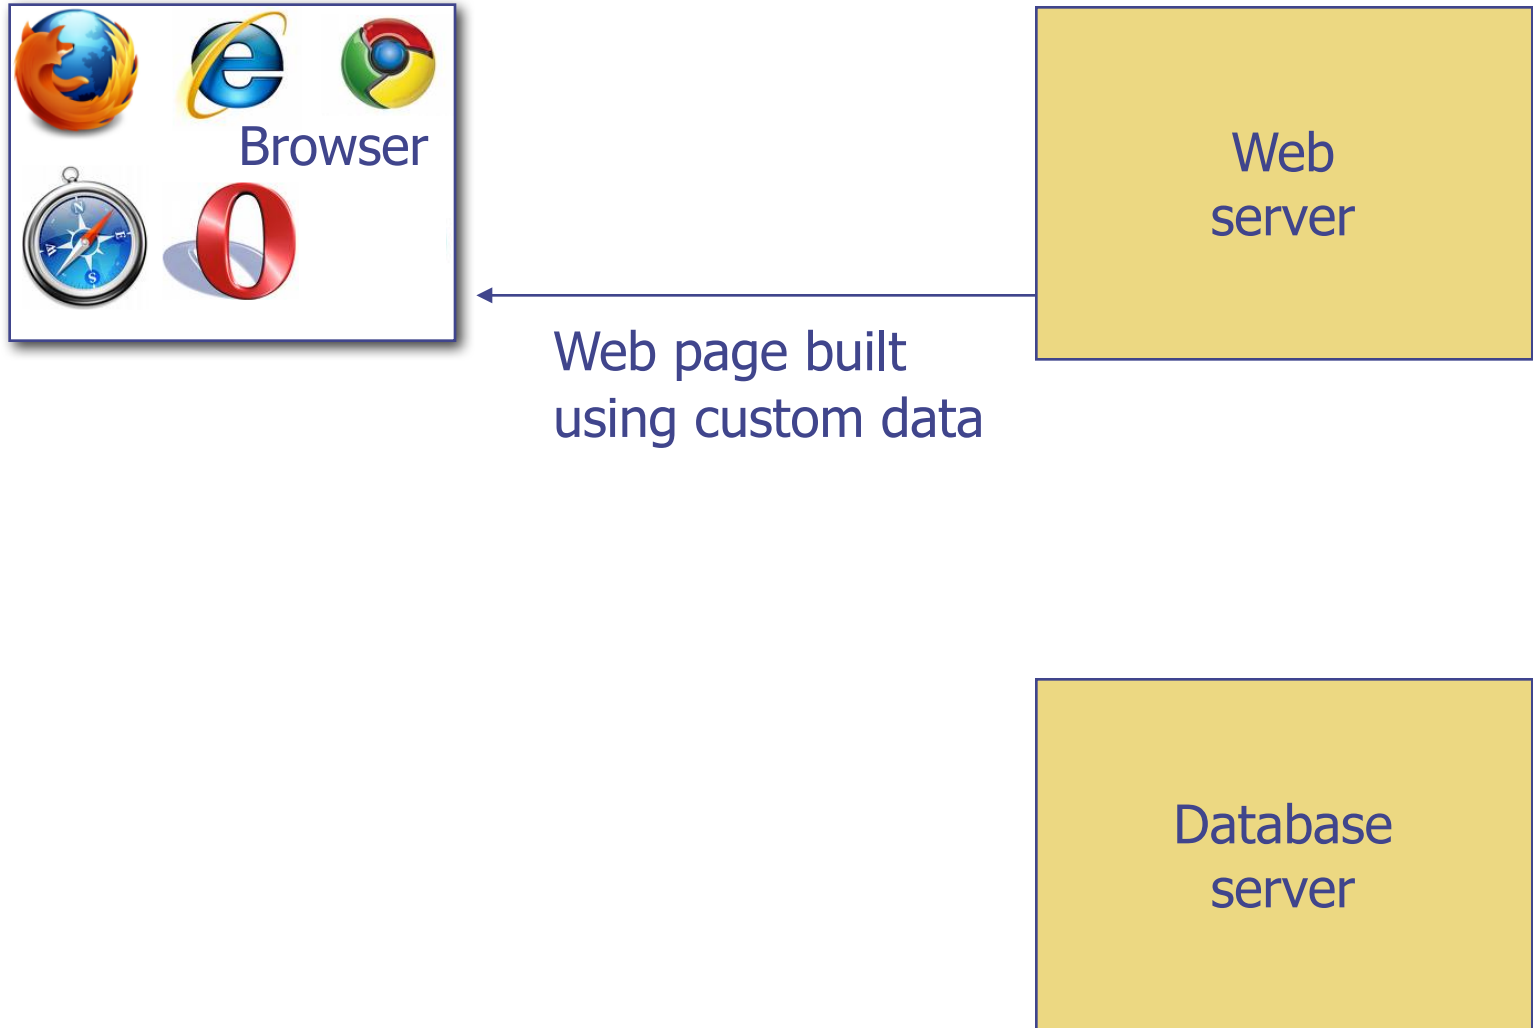 Browser
Web
server
Web page built
using custom data
Database
server
N
E
S
W